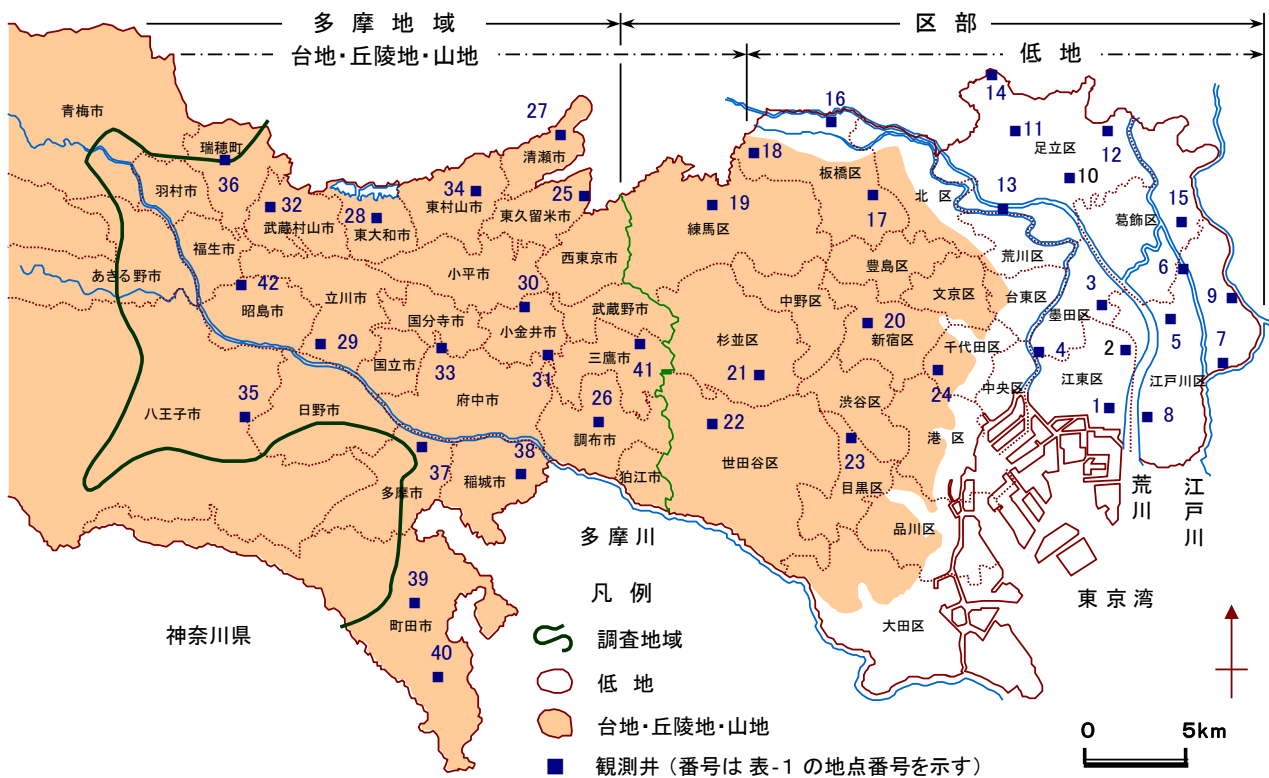 多摩地域
区部
台地・丘陵地・山地
低地
14
青梅市
27
16
11
足立区
12
清瀬市
瑞穂町
18
板橋区
10
36
34
25
13
北区
15
羽村市
32
28
東村山市
東久留米市
19
17
葛飾区
武蔵村山市
東大和市
練馬区
福生市
西東京市
荒川区
6
あきる野市
小平市
豊島区
42
30
文京区
台東区
3
9
昭島市
立川市
武蔵野市
中野区
墨田区
国分寺市
小金井市
20
5
29
杉並区
新宿区
千代田区
4
2
7
国立市
33
31
三鷹市
41
21
中央区
江東区
江戸川区
35
府中市
26
24
八王子市
日野市
渋谷区
1
8
調布市
22
港区
38
世田谷区
23
37
狛江市
多摩市
稲城市
目黒区
荒川
江戸川
品川区
多摩川
39
凡例
東京湾
町田市
大田区
神奈川県
調査地域
40
低地
台地・丘陵地・山地
0 5km
観測井（番号は 表-1 の地点番号を示す）